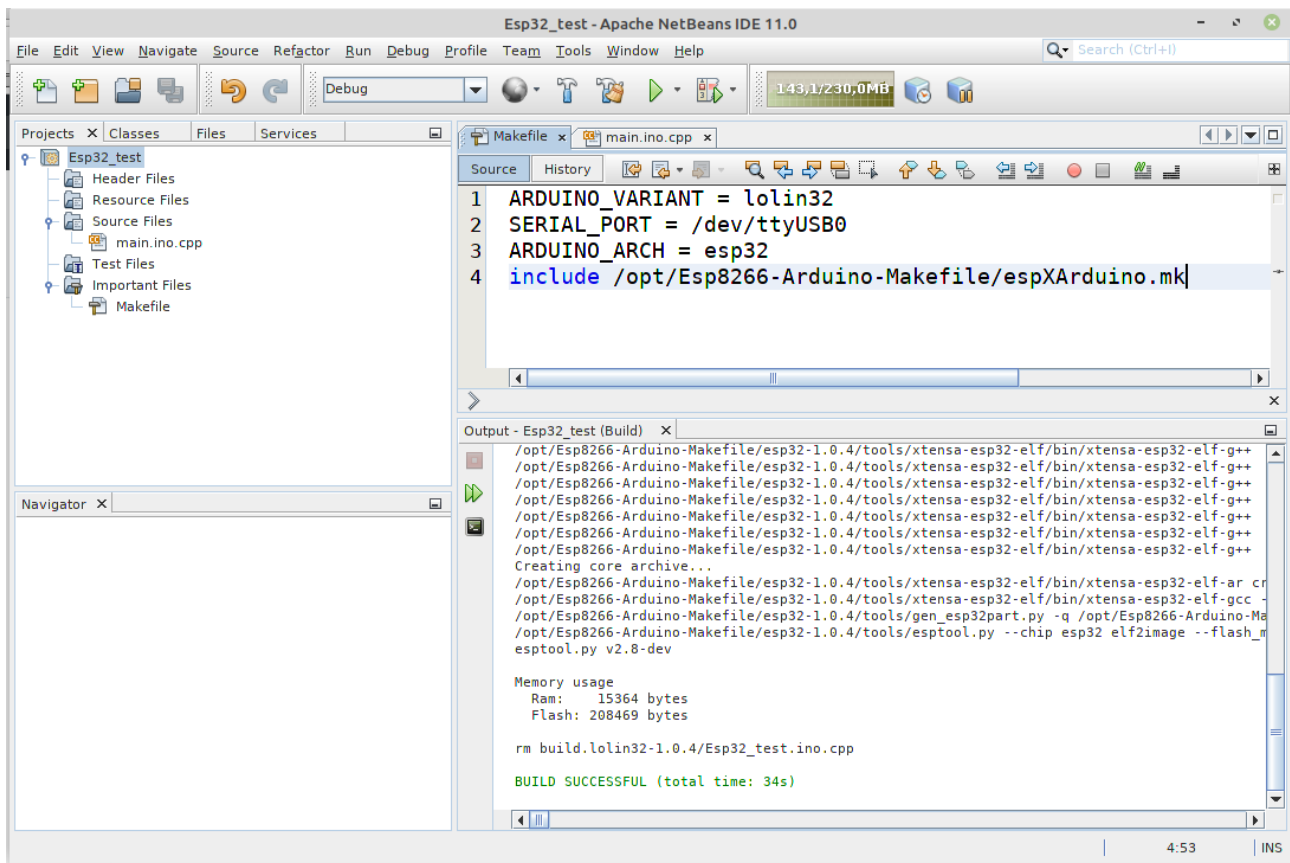 Esp32_test - Apache NetBeans IDE 11.0
File Edit View Navigate Source Refactor Run Debug Profile Team Tools Window Help
Search (Ctrl+I)
Debug
143,1/230,0MB
Projects Classes Files Services
Esp32_test
Header Files
Resource Files
Source Files
main.ino.cpp
Test Files
Important Files
Makefile
Navigator
Makefile main.ino.cpp
Source History
1 ARDUINO_VARIANT = lolin32
2 SERIAL_PORT = /dev/ttyUSB0
3 ARDUINO_ARCH = esp32
4 include /opt/Esp8266-Arduino-Makefile/espXArduino.mk
Output - Esp32_test (Build)
/opt/Esp8266-Arduino-Makefile/esp32-1.0.4/tools/xtensa-esp32-elf/bin/xtensa-esp32-elf-g++
/opt/Esp8266-Arduino-Makefile/esp32-1.0.4/tools/xtensa-esp32-elf/bin/xtensa-esp32-elf-g++
/opt/Esp8266-Arduino-Makefile/esp32-1.0.4/tools/xtensa-esp32-elf/bin/xtensa-esp32-elf-g++
/opt/Esp8266-Arduino-Makefile/esp32-1.0.4/tools/xtensa-esp32-elf/bin/xtensa-esp32-elf-g++
/opt/Esp8266-Arduino-Makefile/esp32-1.0.4/tools/xtensa-esp32-elf/bin/xtensa-esp32-elf-g++
/opt/Esp8266-Arduino-Makefile/esp32-1.0.4/tools/xtensa-esp32-elf/bin/xtensa-esp32-elf-g++
/opt/Esp8266-Arduino-Makefile/esp32-1.0.4/tools/xtensa-esp32-elf/bin/xtensa-esp32-elf-g++
Creating core archive...
/opt/Esp8266-Arduino-Makefile/esp32-1.0.4/tools/xtensa-esp32-elf/bin/xtensa-esp32-elf-ar cr
/opt/Esp8266-Arduino-Makefile/esp32-1.0.4/tools/xtensa-esp32-elf/bin/xtensa-esp32-elf-gcc -
/opt/Esp8266-Arduino-Makefile/esp32-1.0.4/tools/gen_esp32part.py -q /opt/Esp8266-Arduino-Ma
/opt/Esp8266-Arduino-Makefile/esp32-1.0.4/tools/esptool.py --chip esp32 elf2image --flash_m
esptool.py v2.8-dev
Memory usage
Ram: 15364 bytes
Flash: 208469 bytes
rm build.lolin32-1.0.4/Esp32_test.ino.cpp
BUILD SUCCESSFUL (total time: 34s)
4:53 INS